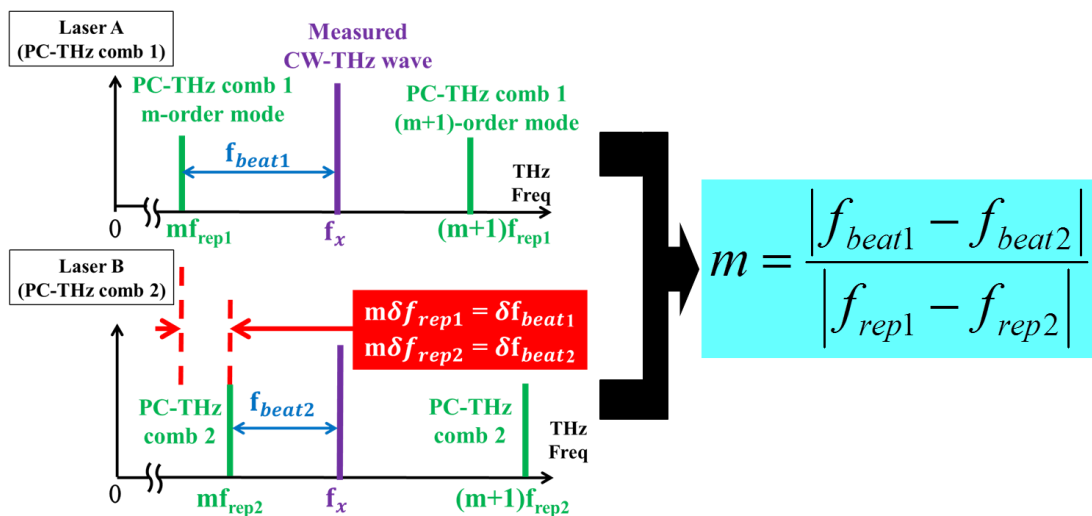 Laser A
(PC-THz comb 1)
Measured
CW-THz wave
PC-THz comb 1
m-order mode
PC-THz comb 1
(m+1)-order mode
f_beat1
THz
Freq
0
mf_rep1
f_x
(m+1)f_rep1
Laser B
(PC-THz comb 2)
mδf_rep1 = δf_beat1
mδf_rep2 = δf_beat2
PC-THz
comb 2
f_beat2
PC-THz
comb 2
THz
Freq
0
mf_rep2
f_x
(m+1)f_rep2
m = |f_beat1 − f_beat2| / |f_rep1 − f_rep2|